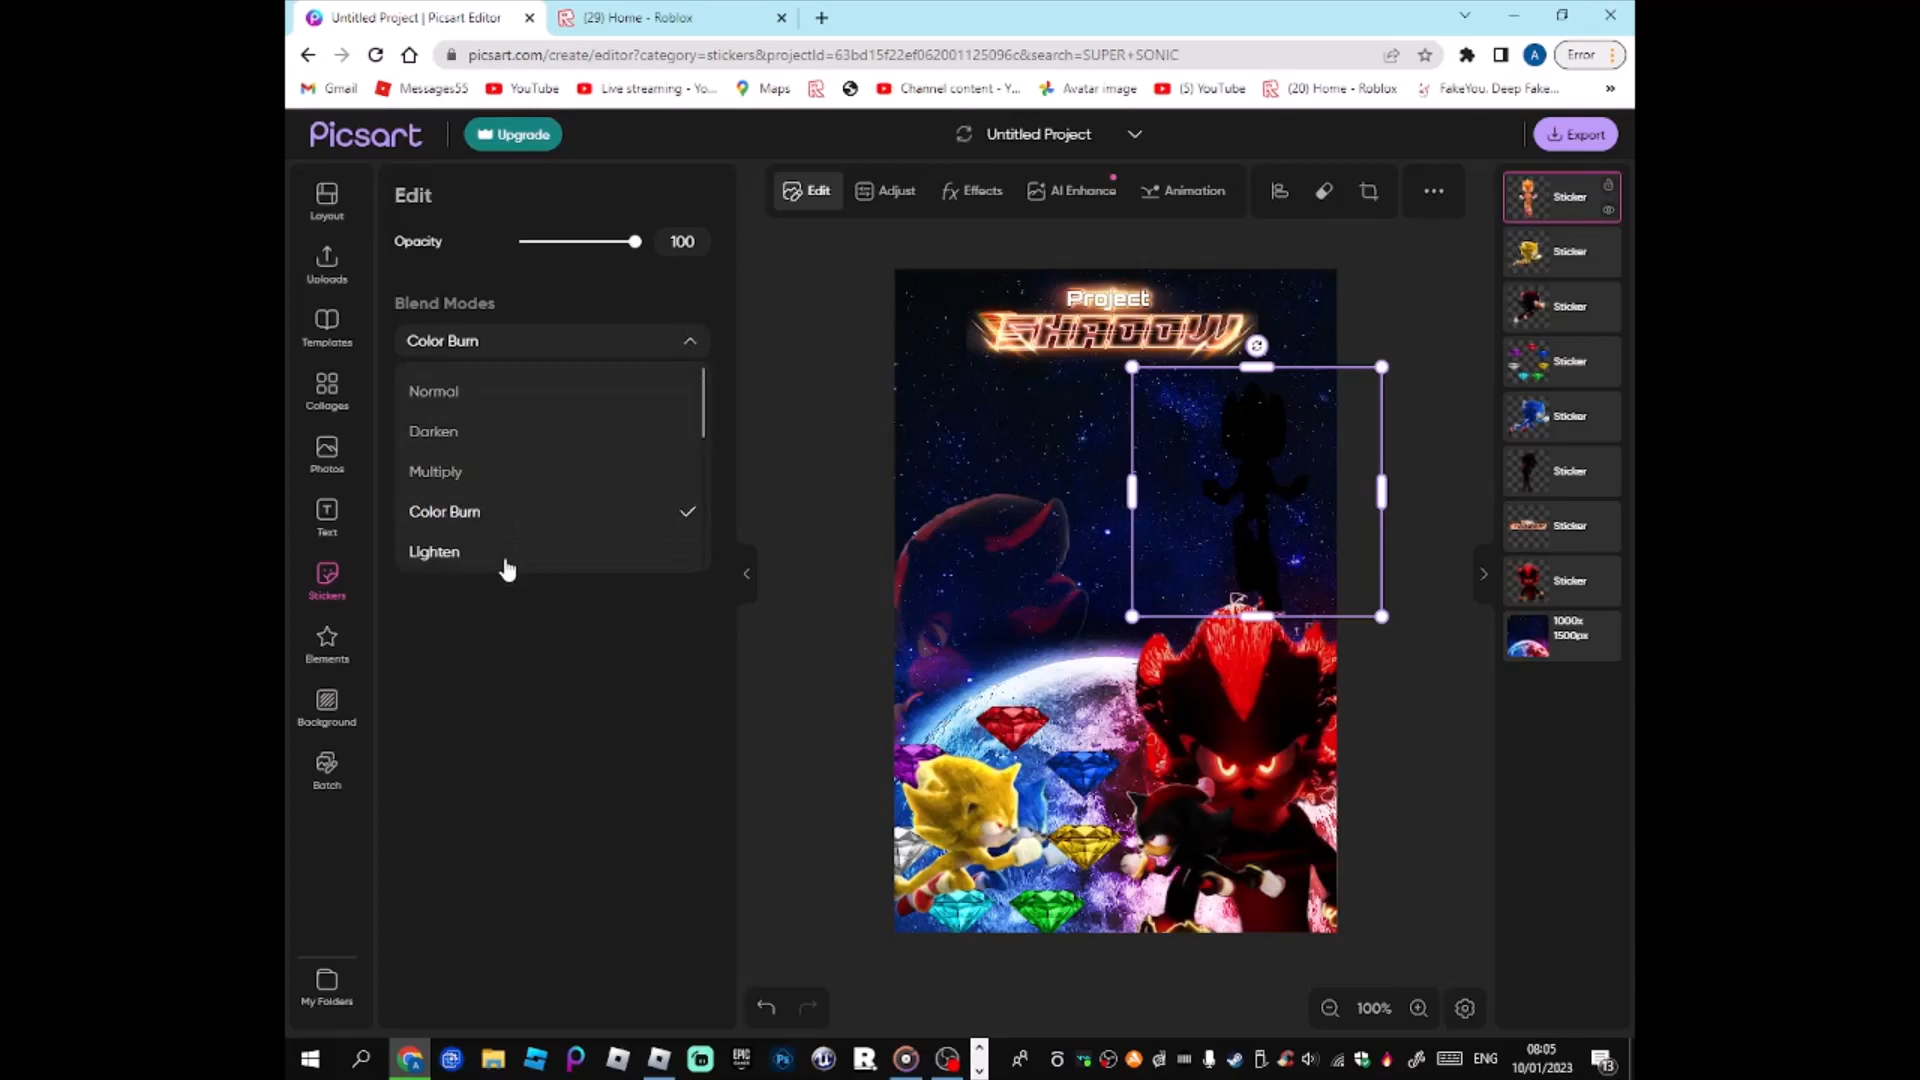 Untitled Project | Picsart Editor
(29) Home - Roblox
picsart.com/create/editor?category=stickers&projectId=63bd15f22ef062001125096c&search=SUPER+SONIC
A
Error
Gmail
Messages55
YouTube
Live streaming - Yo...
Maps
Channel content - Y...
Avatar image
(5) YouTube
(20) Home - Roblox
FakeYou. Deep Fake...
Picsart
Upgrade
Untitled Project
Export
Layout
Uploads
Templates
Collages
Photos
Text
Stickers
Elements
Background
Batch
My Folders
Edit
Opacity
100
Blend Modes
Color Burn
Normal
Darken
Multiply
Color Burn
Lighten
Edit
Adjust
fx Effects
AI Enhance
Animation
Project
SHADOW
Sticker
Sticker
Sticker
Sticker
Sticker
Sticker
Sticker
Sticker
1000x
1500px
100%
EPIC
Ps
ENG
08:05
10/01/2023
13